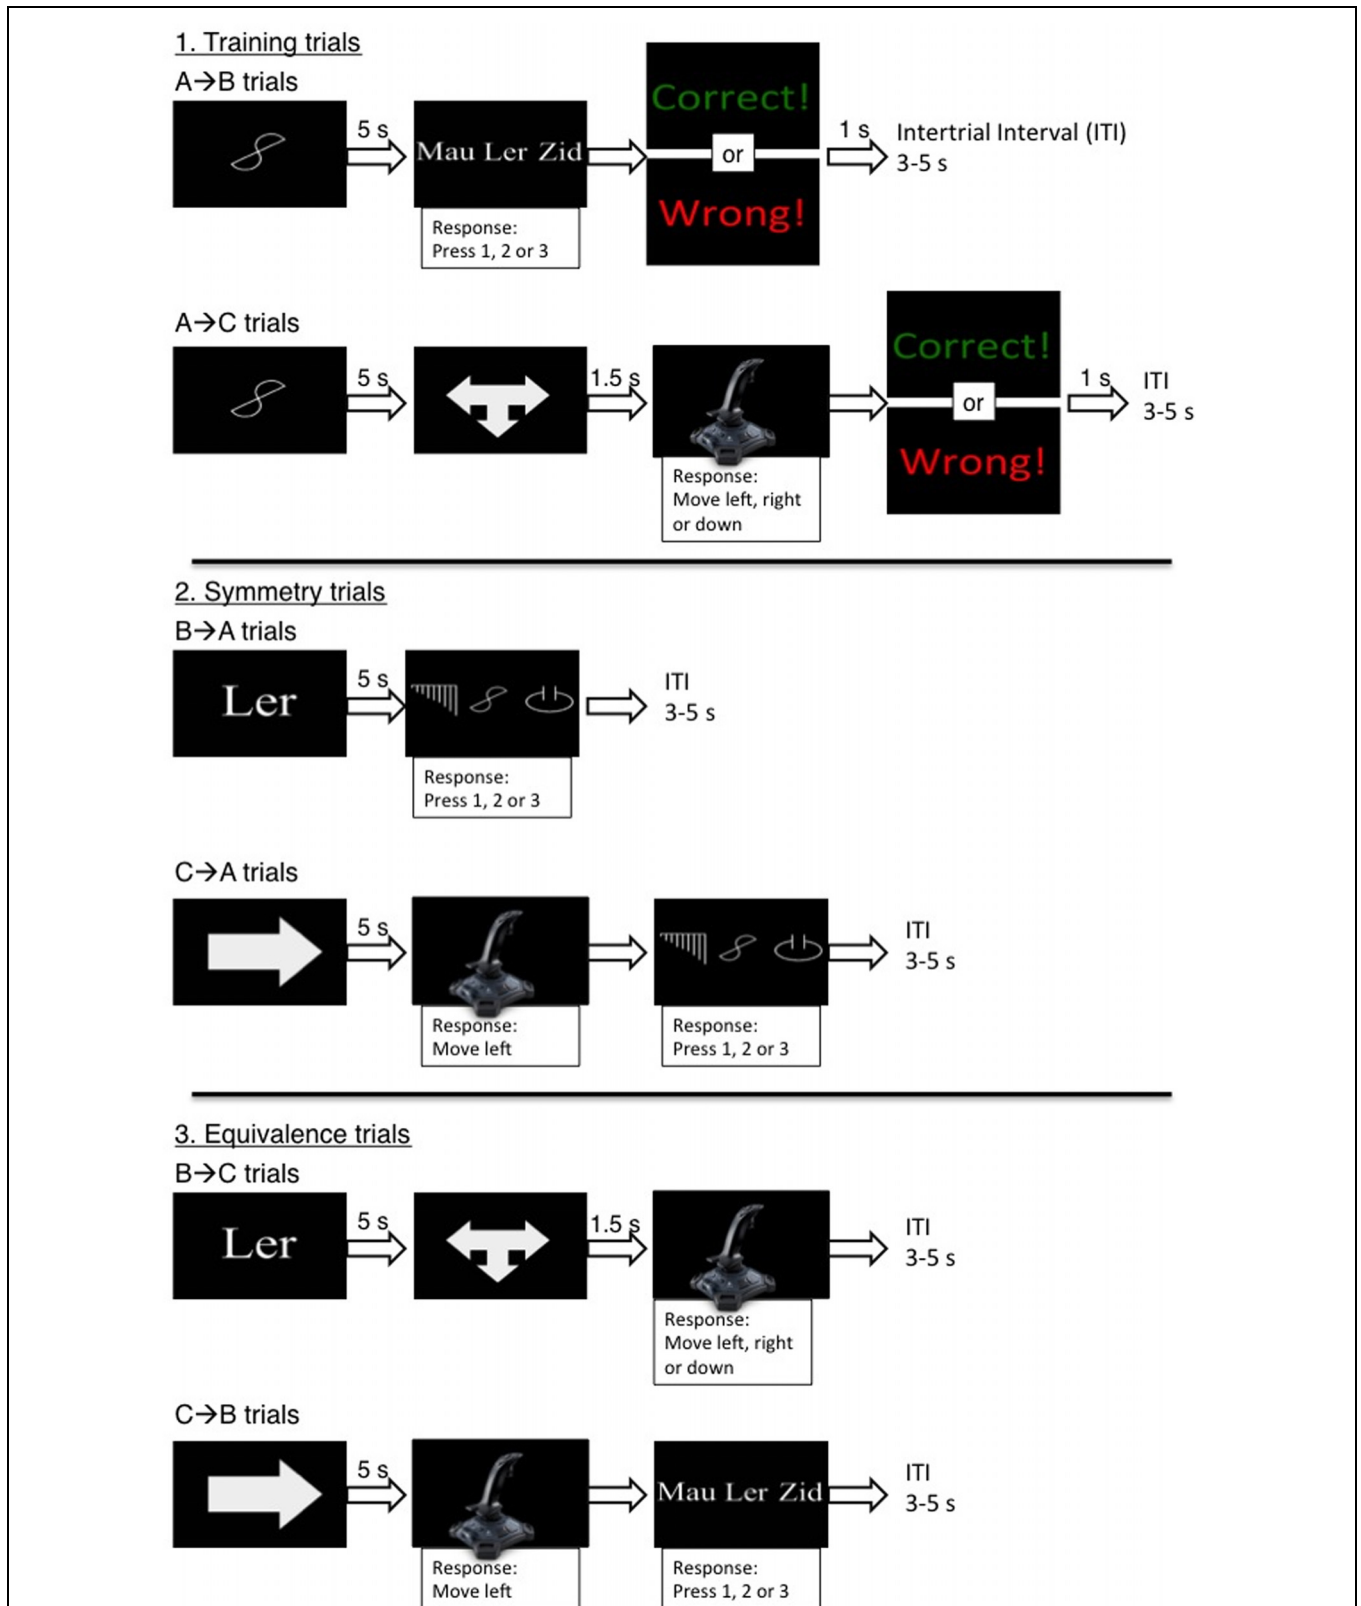 1. Training trials
A→B trials
5 s
Mau Ler Zid
Response:
Press 1, 2 or 3
Correct!
or
Wrong!
1 s
Intertrial Interval (ITI)
3-5 s
A→C trials
5 s
1.5 s
Response:
Move left, right
or down
Correct!
or
Wrong!
1 s
ITI
3-5 s
2. Symmetry trials
B→A trials
Ler
5 s
Response:
Press 1, 2 or 3
ITI
3-5 s
C→A trials
5 s
Response:
Move left
Response:
Press 1, 2 or 3
ITI
3-5 s
3. Equivalence trials
B→C trials
Ler
5 s
1.5 s
Response:
Move left, right
or down
ITI
3-5 s
C→B trials
5 s
Response:
Move left
Mau Ler Zid
Response:
Press 1, 2 or 3
ITI
3-5 s